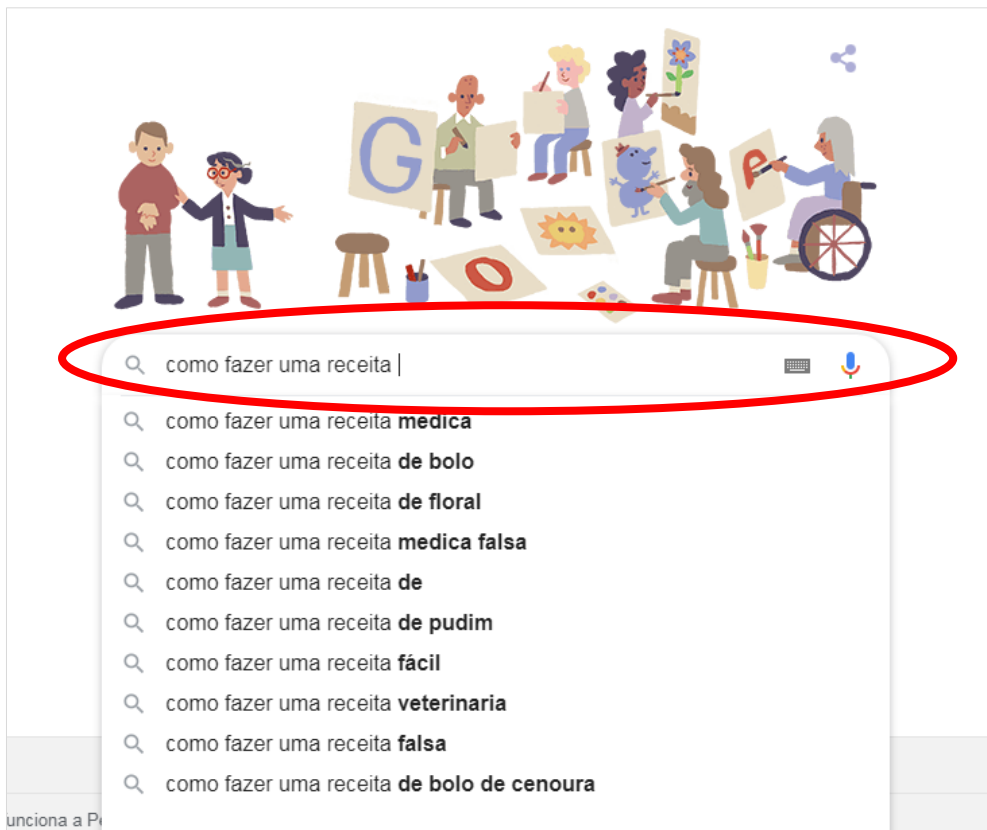 G
O
e
como fazer uma receita
como fazer uma receita medica
como fazer uma receita de bolo
como fazer uma receita de floral
como fazer uma receita medica falsa
como fazer uma receita de
como fazer uma receita de pudim
como fazer uma receita fácil
como fazer uma receita veterinaria
como fazer uma receita falsa
como fazer uma receita de bolo de cenoura
unciona a